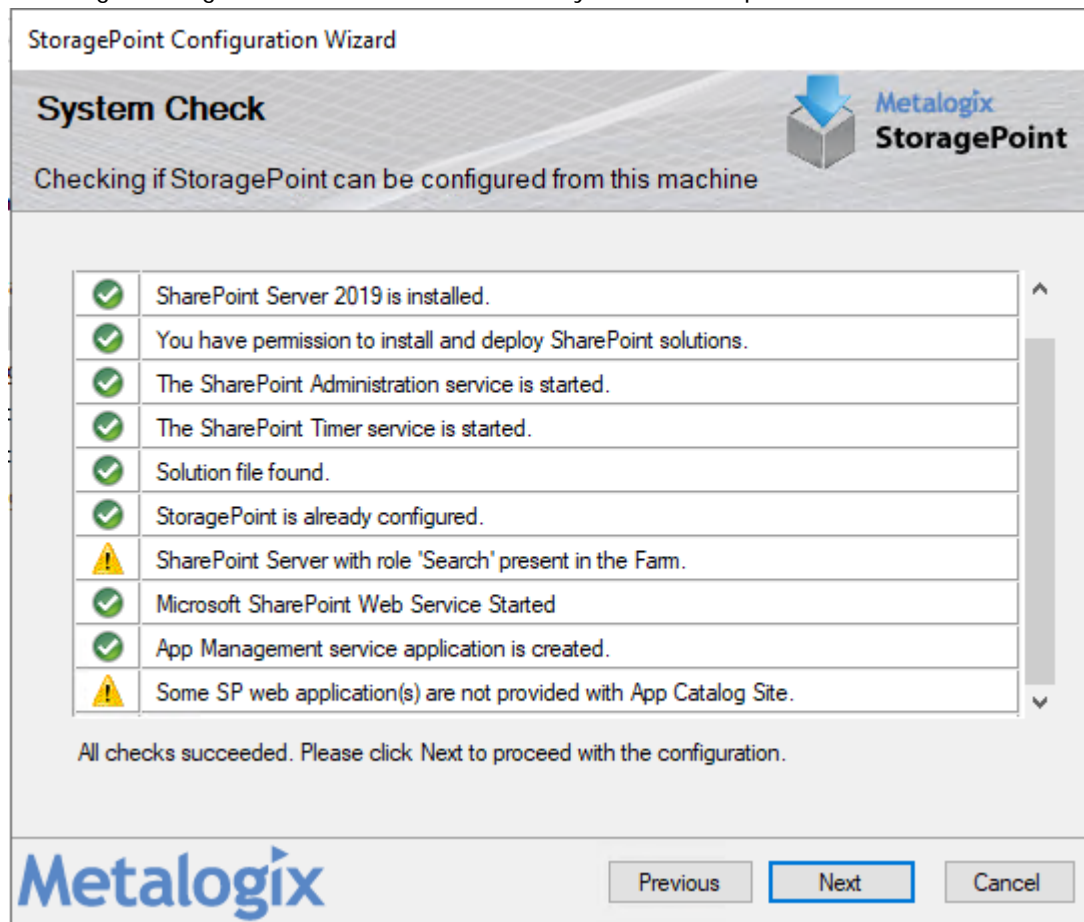 StoragePoint Configuration Wizard
System Check
Metalogix
StoragePoint
Checking if StoragePoint can be configured from this machine
SharePoint Server 2019 is installed.
You have permission to install and deploy SharePoint solutions.
The SharePoint Administration service is started.
The SharePoint Timer service is started.
Solution file found.
StoragePoint is already configured.
SharePoint Server with role 'Search' present in the Farm.
Microsoft SharePoint Web Service Started
App Management service application is created.
Some SP web application(s) are not provided with App Catalog Site.
All checks succeeded. Please click Next to proceed with the configuration.
Metalogix
Previous Next Cancel